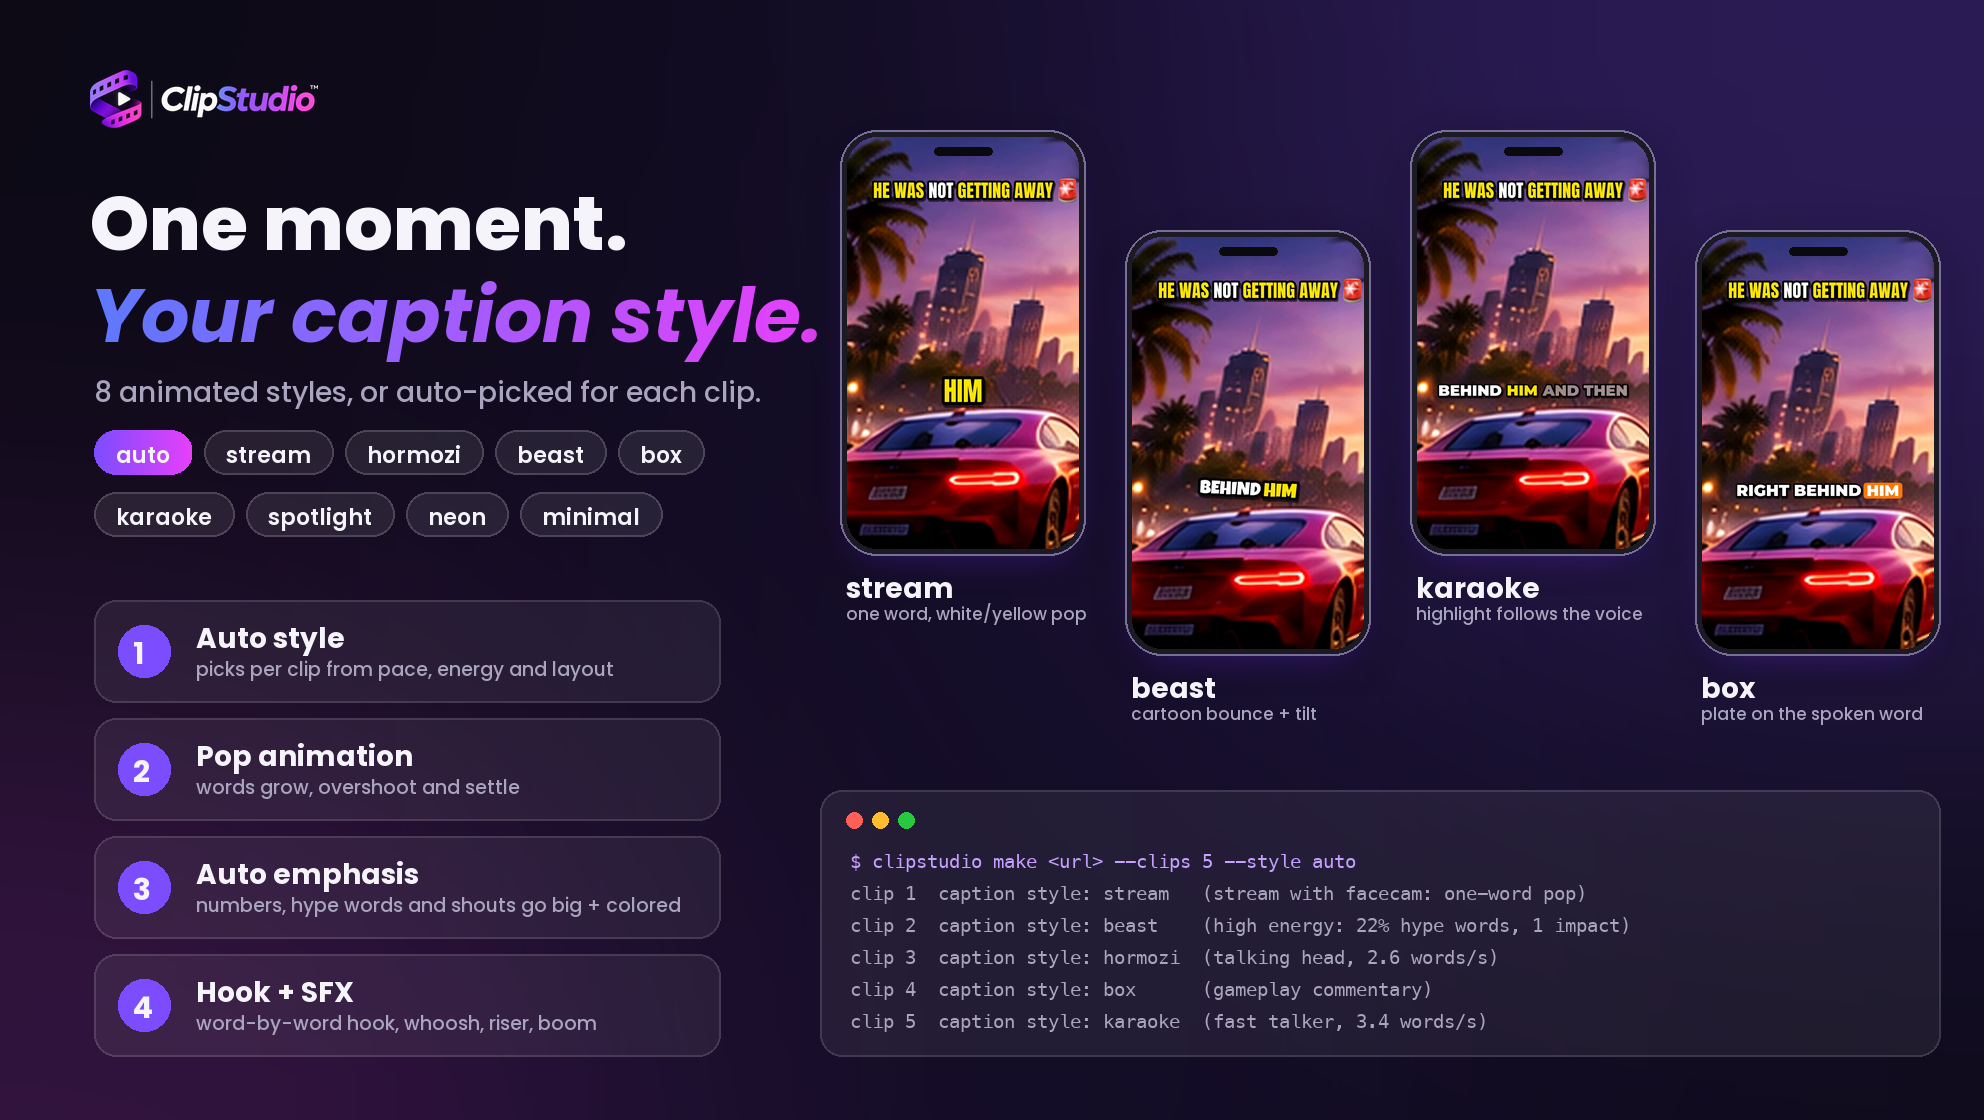 ClipStudio™
One moment.
Your caption style.
8 animated styles, or auto-picked for each clip.
auto stream hormozi beast box
karaoke spotlight neon minimal
1 Auto style
picks per clip from pace, energy and layout
2 Pop animation
words grow, overshoot and settle
3 Auto emphasis
numbers, hype words and shouts go big + colored
4 Hook + SFX
word-by-word hook, whoosh, riser, boom
HE WAS NOT GETTING AWAY 🚨
HIM
stream
one word, white/yellow pop
HE WAS NOT GETTING AWAY 🚨
BEHIND HIM
beast
cartoon bounce + tilt
HE WAS NOT GETTING AWAY 🚨
BEHIND HIM AND THEN
karaoke
highlight follows the voice
HE WAS NOT GETTING AWAY 🚨
RIGHT BEHIND HIM
box
plate on the spoken word
$ clipstudio make <url> --clips 5 --style auto
clip 1 caption style: stream (stream with facecam: one-word pop)
clip 2 caption style: beast (high energy: 22% hype words, 1 impact)
clip 3 caption style: hormozi (talking head, 2.6 words/s)
clip 4 caption style: box (gameplay commentary)
clip 5 caption style: karaoke (fast talker, 3.4 words/s)